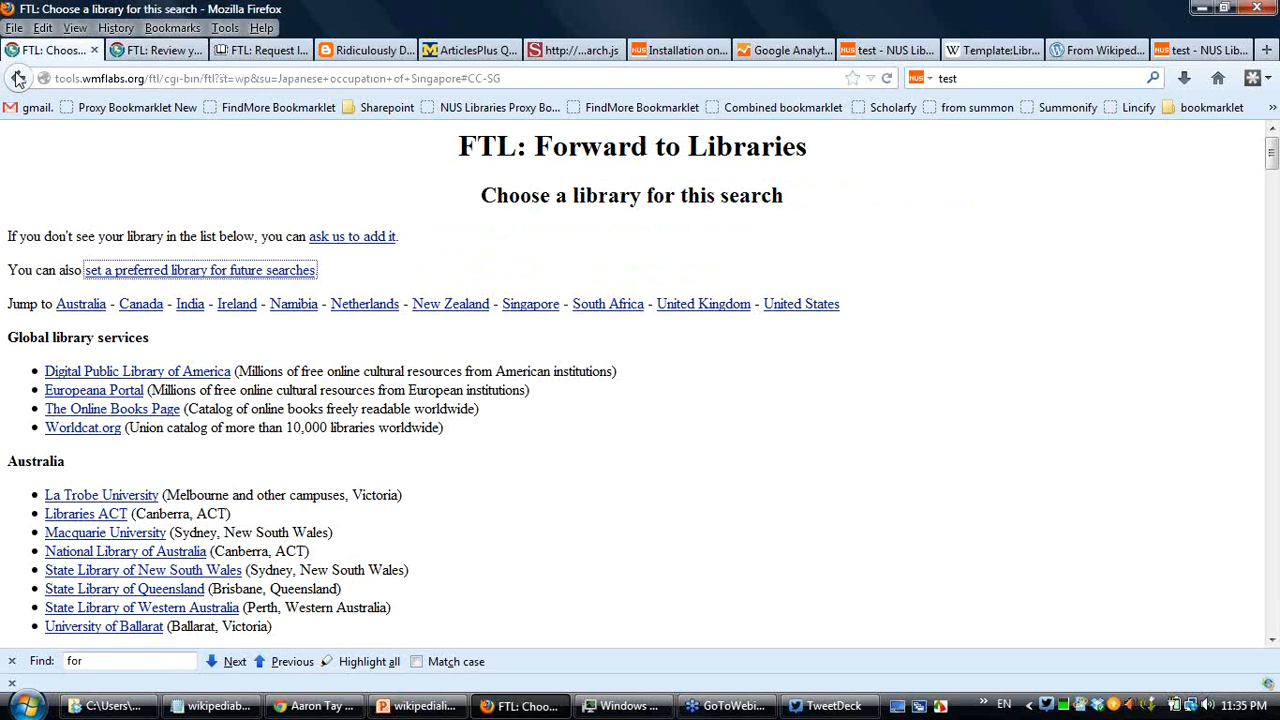 FTL: Choose a library for this search - Mozilla Firefox
File Edit View History Bookmarks Tools Help
FTL: Choos... FTL: Review y... FTL: Request l... Ridiculously D... ArticlesPlus Q... http://...arch.js Installation on... Google Analyt... test - NUS Lib... Template:Libr... From Wikiped... test - NUS Lib...
tools.wmflabs.org/ftl/cgi-bin/ftl?st=wp&su=Japanese+occupation+of+Singapore#CC-SG test
gmail. Proxy Bookmarklet New FindMore Bookmarklet Sharepoint NUS Libraries Proxy Boo... FindMore Bookmarklet Combined bookmarklet Scholarfy from summon Summonify Lincify bookmarklet »
FTL: Forward to Libraries
Choose a library for this search
If you don't see your library in the list below, you can ask us to add it.
You can also set a preferred library for future searches
Jump to Australia - Canada - India - Ireland - Namibia - Netherlands - New Zealand - Singapore - South Africa - United Kingdom - United States
Global library services
Digital Public Library of America (Millions of free online cultural resources from American institutions)
Europeana Portal (Millions of free online cultural resources from European institutions)
The Online Books Page (Catalog of online books freely readable worldwide)
Worldcat.org (Union catalog of more than 10,000 libraries worldwide)
Australia
La Trobe University (Melbourne and other campuses, Victoria)
Libraries ACT (Canberra, ACT)
Macquarie University (Sydney, New South Wales)
National Library of Australia (Canberra, ACT)
State Library of New South Wales (Sydney, New South Wales)
State Library of Queensland (Brisbane, Queensland)
State Library of Western Australia (Perth, Western Australia)
University of Ballarat (Ballarat, Victoria)
Find: for Next Previous Highlight all Match case
C:\Users\... wikipediab... Aaron Tay ... wikipediali... FTL: Choo... Windows ... GoToWebi... TweetDeck » EN 11:35 PM